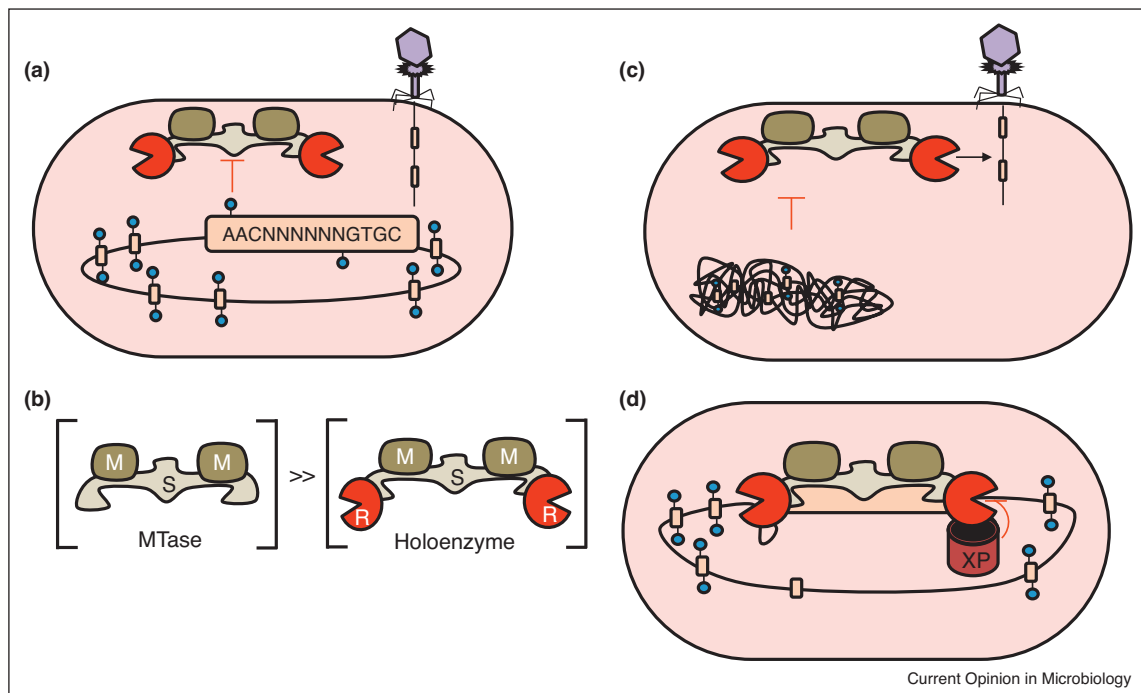 (a)
AACNNNNNNGTGC
(b)
M
M
S
MTase
>>
M
M
S
R
R
Holoenzyme
(c)
(d)
XP
Current Opinion in Microbiology